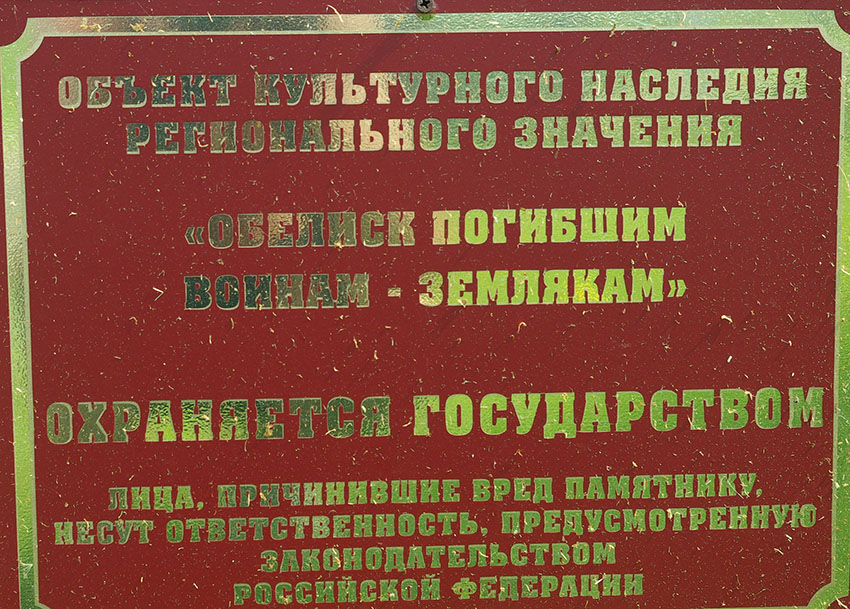 ОБЪЕКТ КУЛЬТУРНОГО НАСЛЕДИЯ
РЕГИОНАЛЬНОГО ЗНАЧЕНИЯ
«ОБЕЛИСК ПОГИБШИМ
ВОИНАМ - ЗЕМЛЯКАМ»
ОХРАНЯЕТСЯ ГОСУДАРСТВОМ
ЛИЦА, ПРИЧИНИВШИЕ ВРЕД ПАМЯТНИКУ,
НЕСУТ ОТВЕТСТВЕННОСТЬ, ПРЕДУСМОТРЕННУЮ
ЗАКОНОДАТЕЛЬСТВОМ
РОССИЙСКОЙ ФЕДЕРАЦИИ